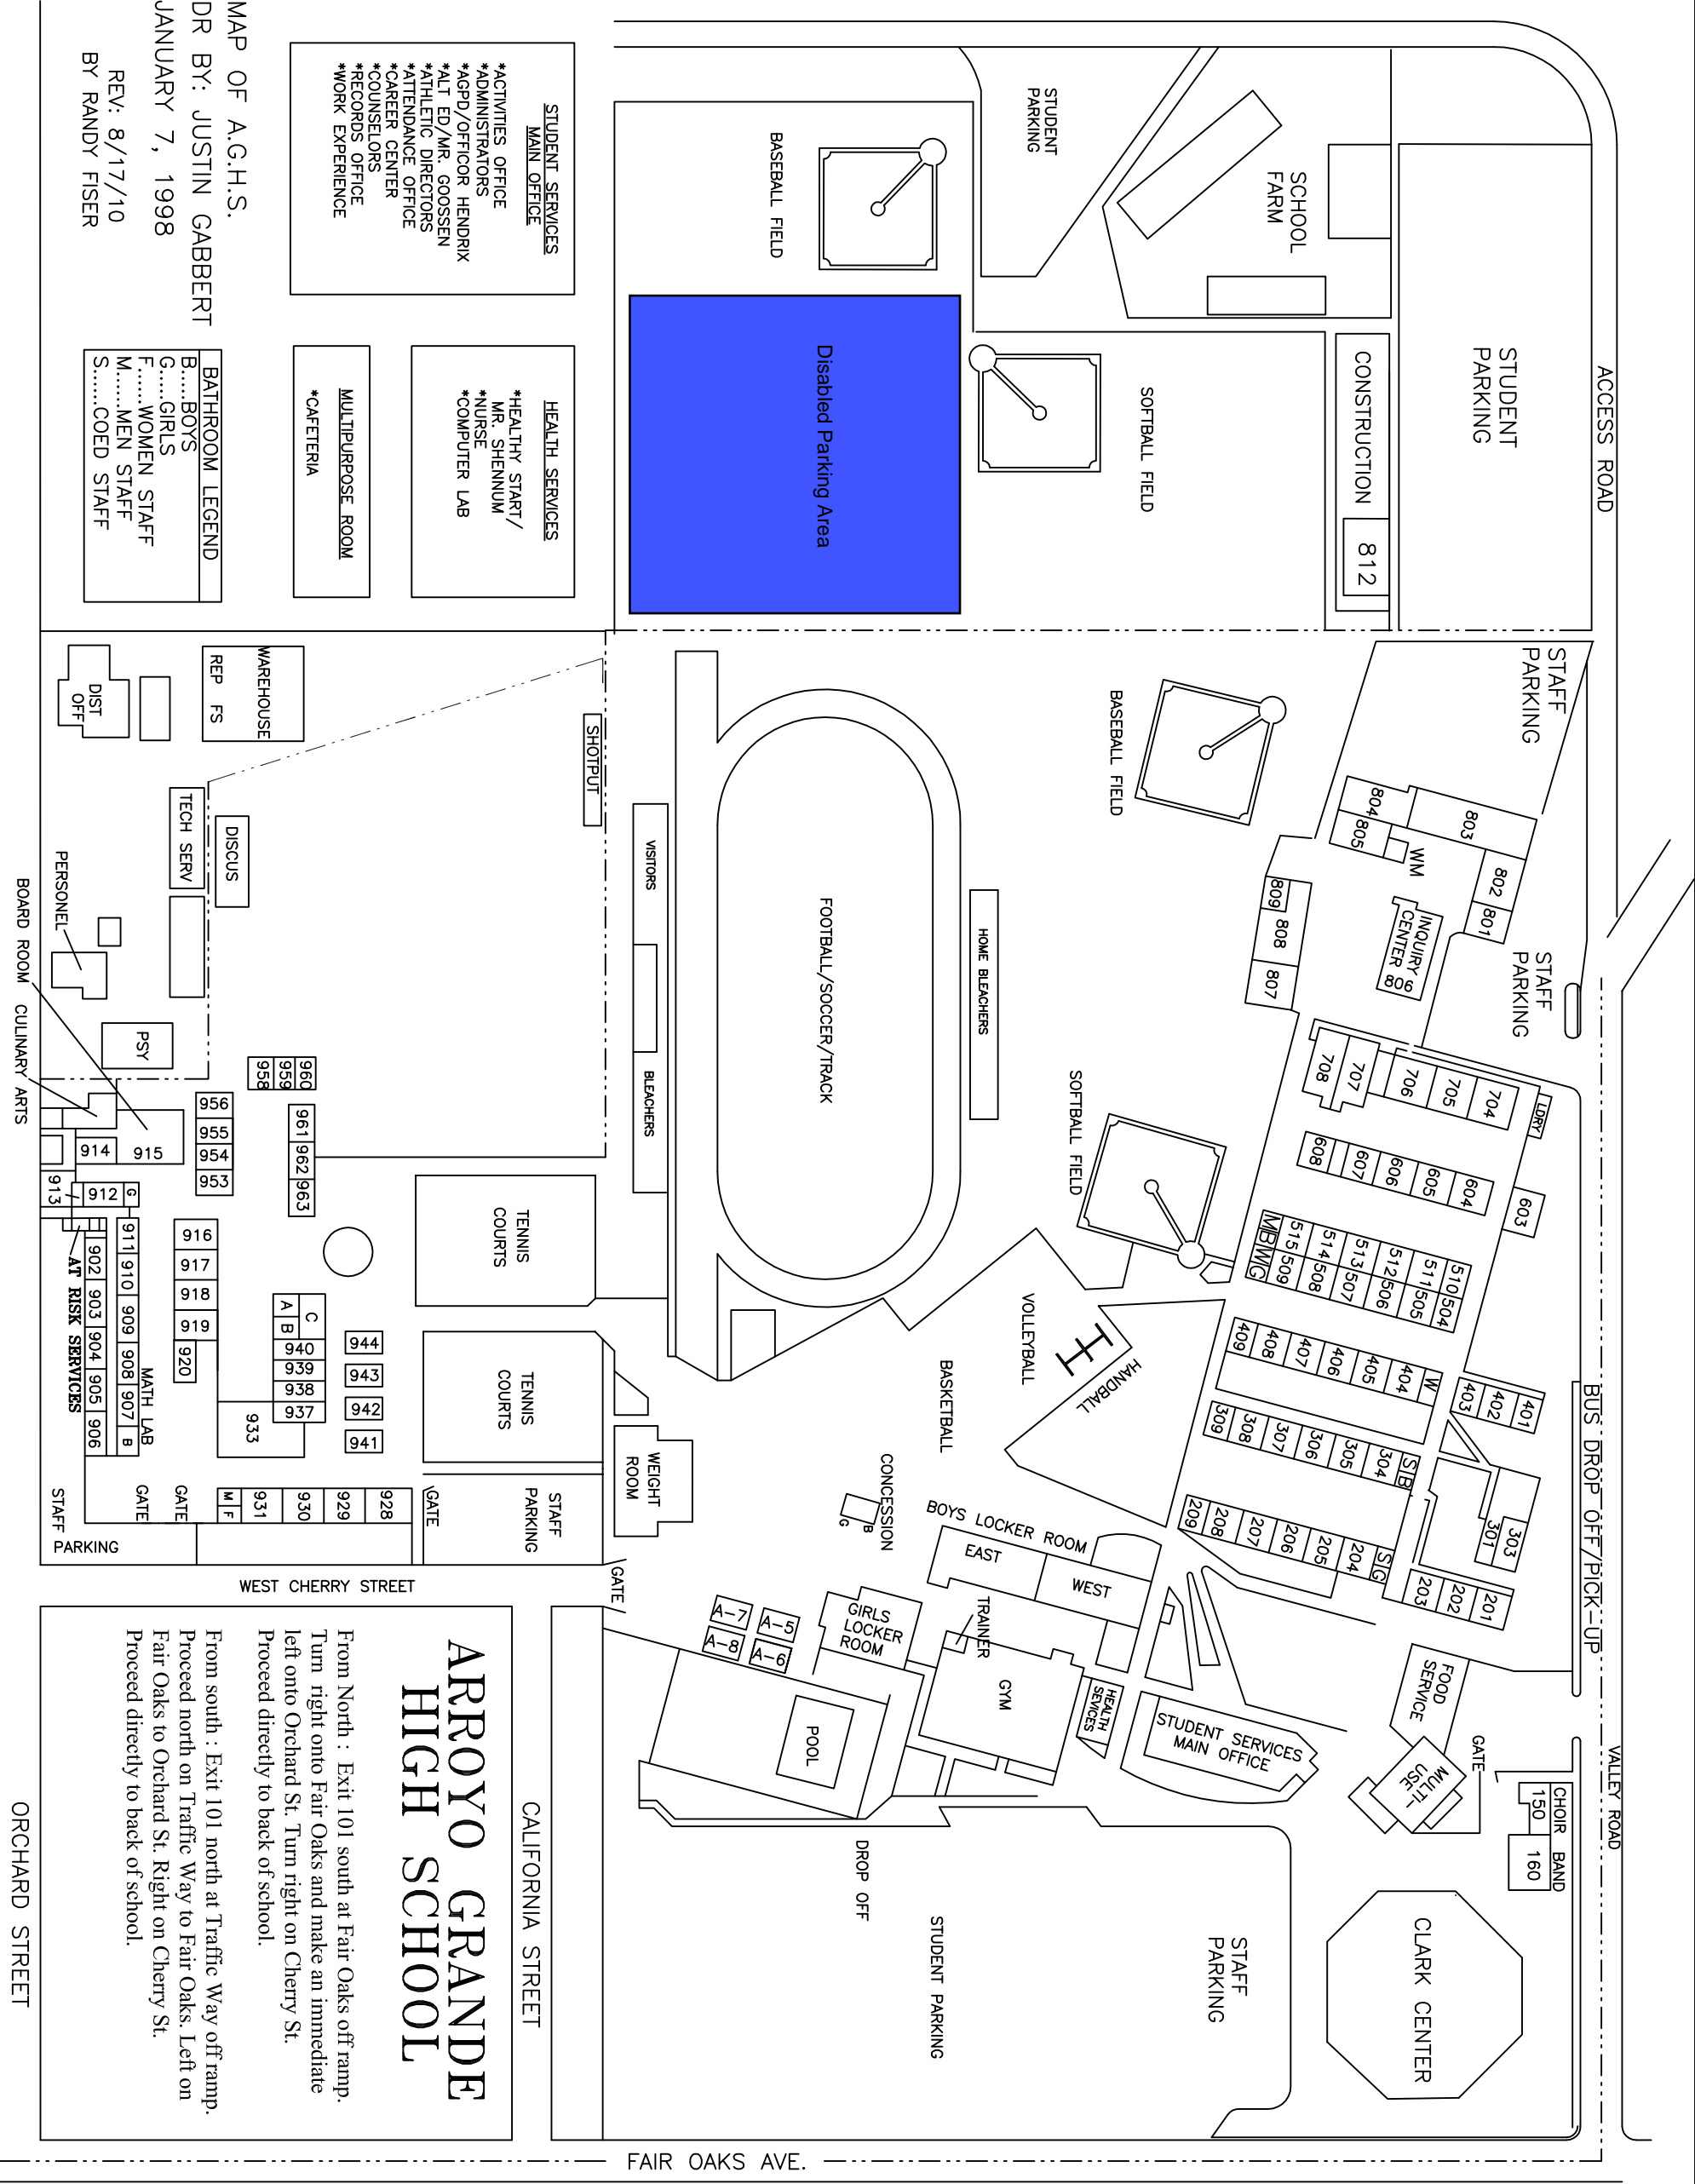 ACCESS ROAD
STUDENT
PARKING
CONSTRUCTION
812
SCHOOL
FARM
STUDENT
PARKING
SOFTBALL FIELD
BASEBALL FIELD
Disabled Parking Area
STUDENT SERVICES
MAIN OFFICE
*ACTIVITIES OFFICE
*ADMINISTRATORS
*AGPD/OFFICOR HENDRIX
*ALT ED/MR. GOOSSEN
*ATHLETIC DIRECTORS
*ATTENDANCE OFFICE
*CAREER CENTER
*COUNSELORS
*RECORDS OFFICE
*WORK EXPERIENCE
HEALTH SERVICES
*HEALTHY START/
MR. SHENNUM
*NURSE
*COMPUTER LAB
MULTIPURPOSE ROOM
*CAFETERIA
MAP OF A.G.H.S.
DR BY: JUSTIN GABBERT
JANUARY 7, 1998
REV: 8/17/10
BY RANDY FISER
BATHROOM LEGEND
B.....BOYS
G.....GIRLS
F.....WOMEN STAFF
M.....MEN STAFF
S.....COED STAFF
STAFF
PARKING
804
805
803
WM
802
801
809
808
807
INQUIRY
CENTER
806
STAFF
PARKING
BASEBALL FIELD
708
707
706
705
704
LDRY
608
607
606
605
604
603
MB
WG
515
514
513
512
511
510
509
508
507
506
505
504
409
408
407
406
405
404
W
403
402
401
309
308
307
306
305
304
SB
301
303
209
208
207
206
205
204
SG
203
202
201
BUS DROP OFF/PICK-UP
VALLEY ROAD
SOFTBALL FIELD
HOME BLEACHERS
FOOTBALL/SOCCER/TRACK
VISITORS
BLEACHERS
SHOTPUT
VOLLEYBALL
HANDBALL
BASKETBALL
CONCESSION
G
B
BOYS LOCKER ROOM
EAST
WEST
TRAINER
GIRLS
LOCKER
ROOM
GYM
HEALTH
SEVICES
STUDENT SERVICES
MAIN OFFICE
FOOD
SERVICE
MULTI-
USE
GATE
CHOIR
150
BAND
160
CLARK CENTER
STAFF
PARKING
STUDENT PARKING
DROP OFF
POOL
A-7
A-5
A-8
A-6
WAREHOUSE
REP FS
DIST
OFF
TECH SERV
DISCUS
PERSONEL
BOARD ROOM
CULINARY ARTS
PSY
958
959
960
956
955
954
953
961
962
963
914
915
913
912
G
911
910
909
908
907
B
MATH LAB
902
903
904
905
906
AT RISK SERVICES
916
917
918
919
920
A
B
C
940
939
938
937
933
944
943
942
941
TENNIS
COURTS
TENNIS
COURTS
WEIGHT
ROOM
STAFF
PARKING
GATE
M
F
931
930
929
928
GATE
GATE
GATE
STAFF
PARKING
WEST CHERRY STREET
CALIFORNIA STREET
ARROYO GRANDE
HIGH SCHOOL
From North : Exit 101 south at Fair Oaks off ramp.
Turn right onto Fair Oaks and make an immediate
left onto Orchard St. Turn right on Cherry St.
Proceed directly to back of school.
From south : Exit 101 north at Traffic Way off ramp.
Proceed north on Traffic Way to Fair Oaks. Left on
Fair Oaks to Orchard St. Right on Cherry St.
Proceed directly to back of school.
ORCHARD STREET
FAIR OAKS AVE.